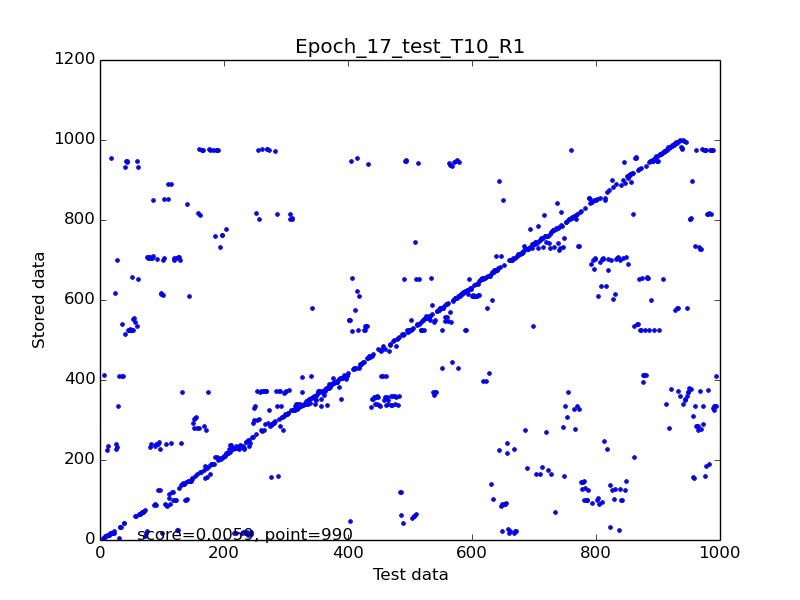 Epoch_17_test_T10_R1
1200
1000
800
600
400
200
0
Stored data
score=0.0059, point=990
0 200 400 600 800 1000
Test data